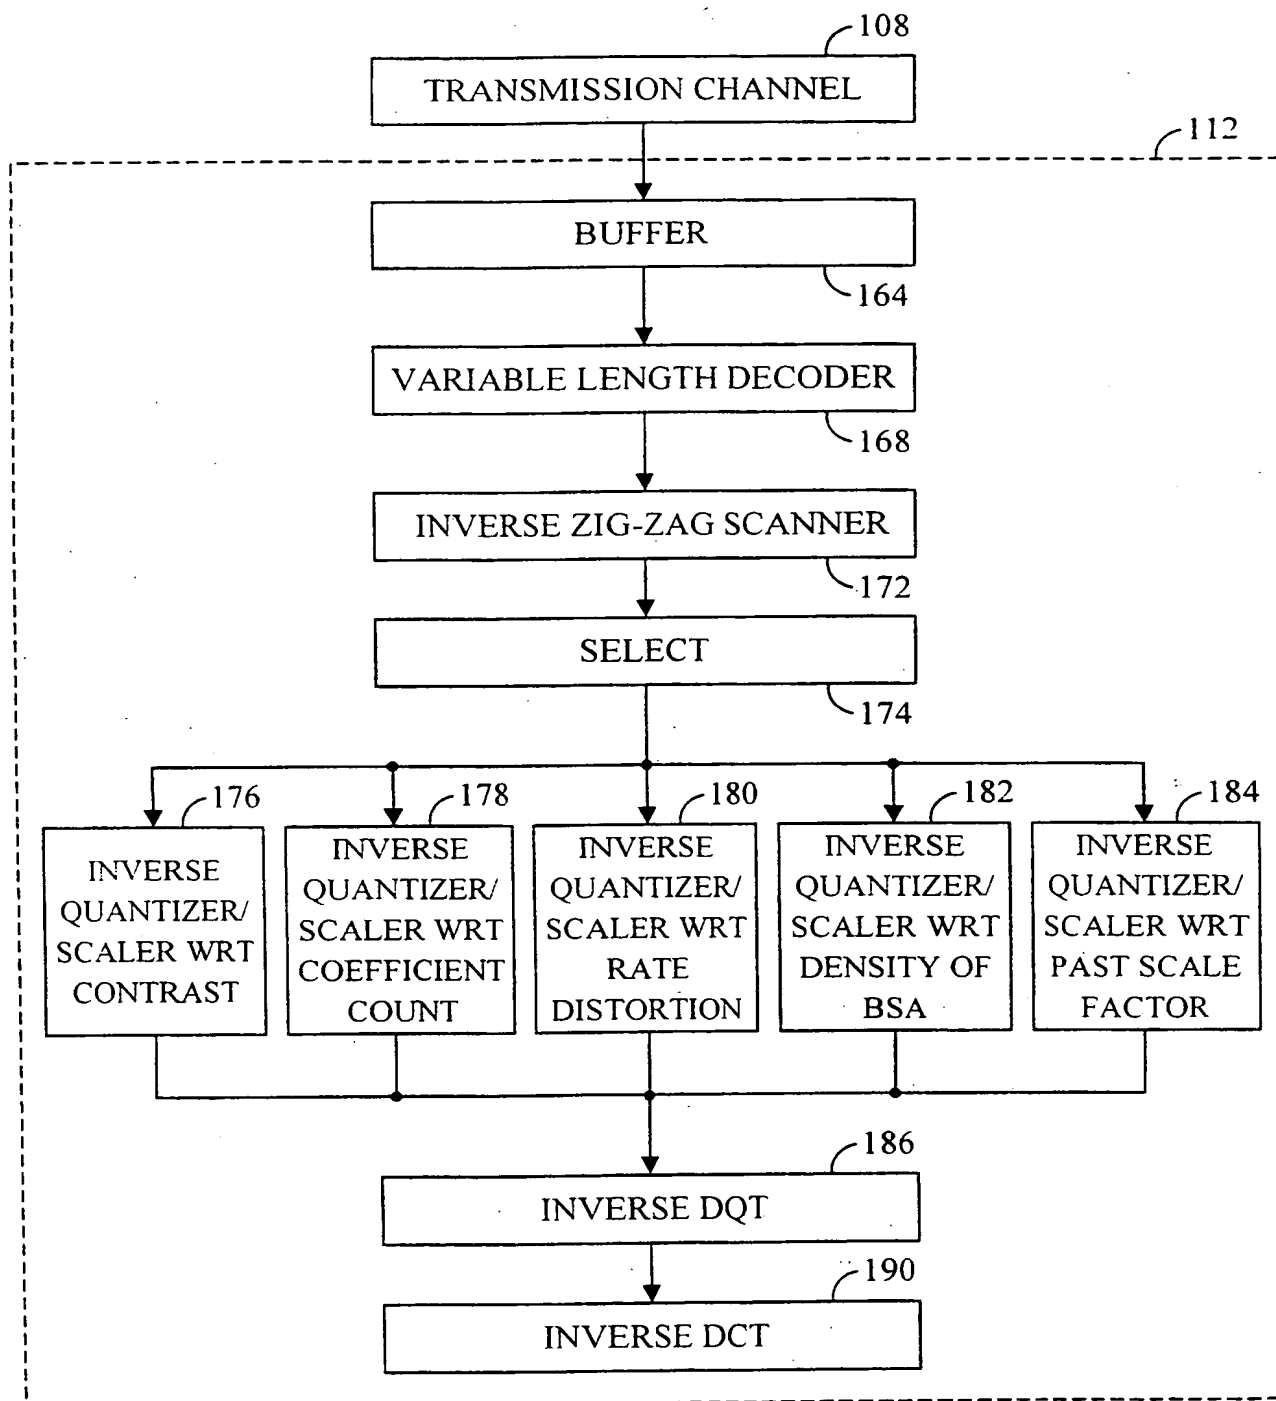 108
TRANSMISSION CHANNEL
112
BUFFER
164
VARIABLE LENGTH DECODER
168
INVERSE ZIG-ZAG SCANNER
172
SELECT
174
176
INVERSE
QUANTIZER/
SCALER WRT
CONTRAST
178
INVERSE
QUANTIZER/
SCALER WRT
COEFFICIENT
COUNT
180
INVERSE
QUANTIZER/
SCALER WRT
RATE
DISTORTION
182
INVERSE
QUANTIZER/
SCALER WRT
DENSITY OF
BSA
184
INVERSE
QUANTIZER/
SCALER WRT
PAST SCALE
FACTOR
186
INVERSE DQT
190
INVERSE DCT